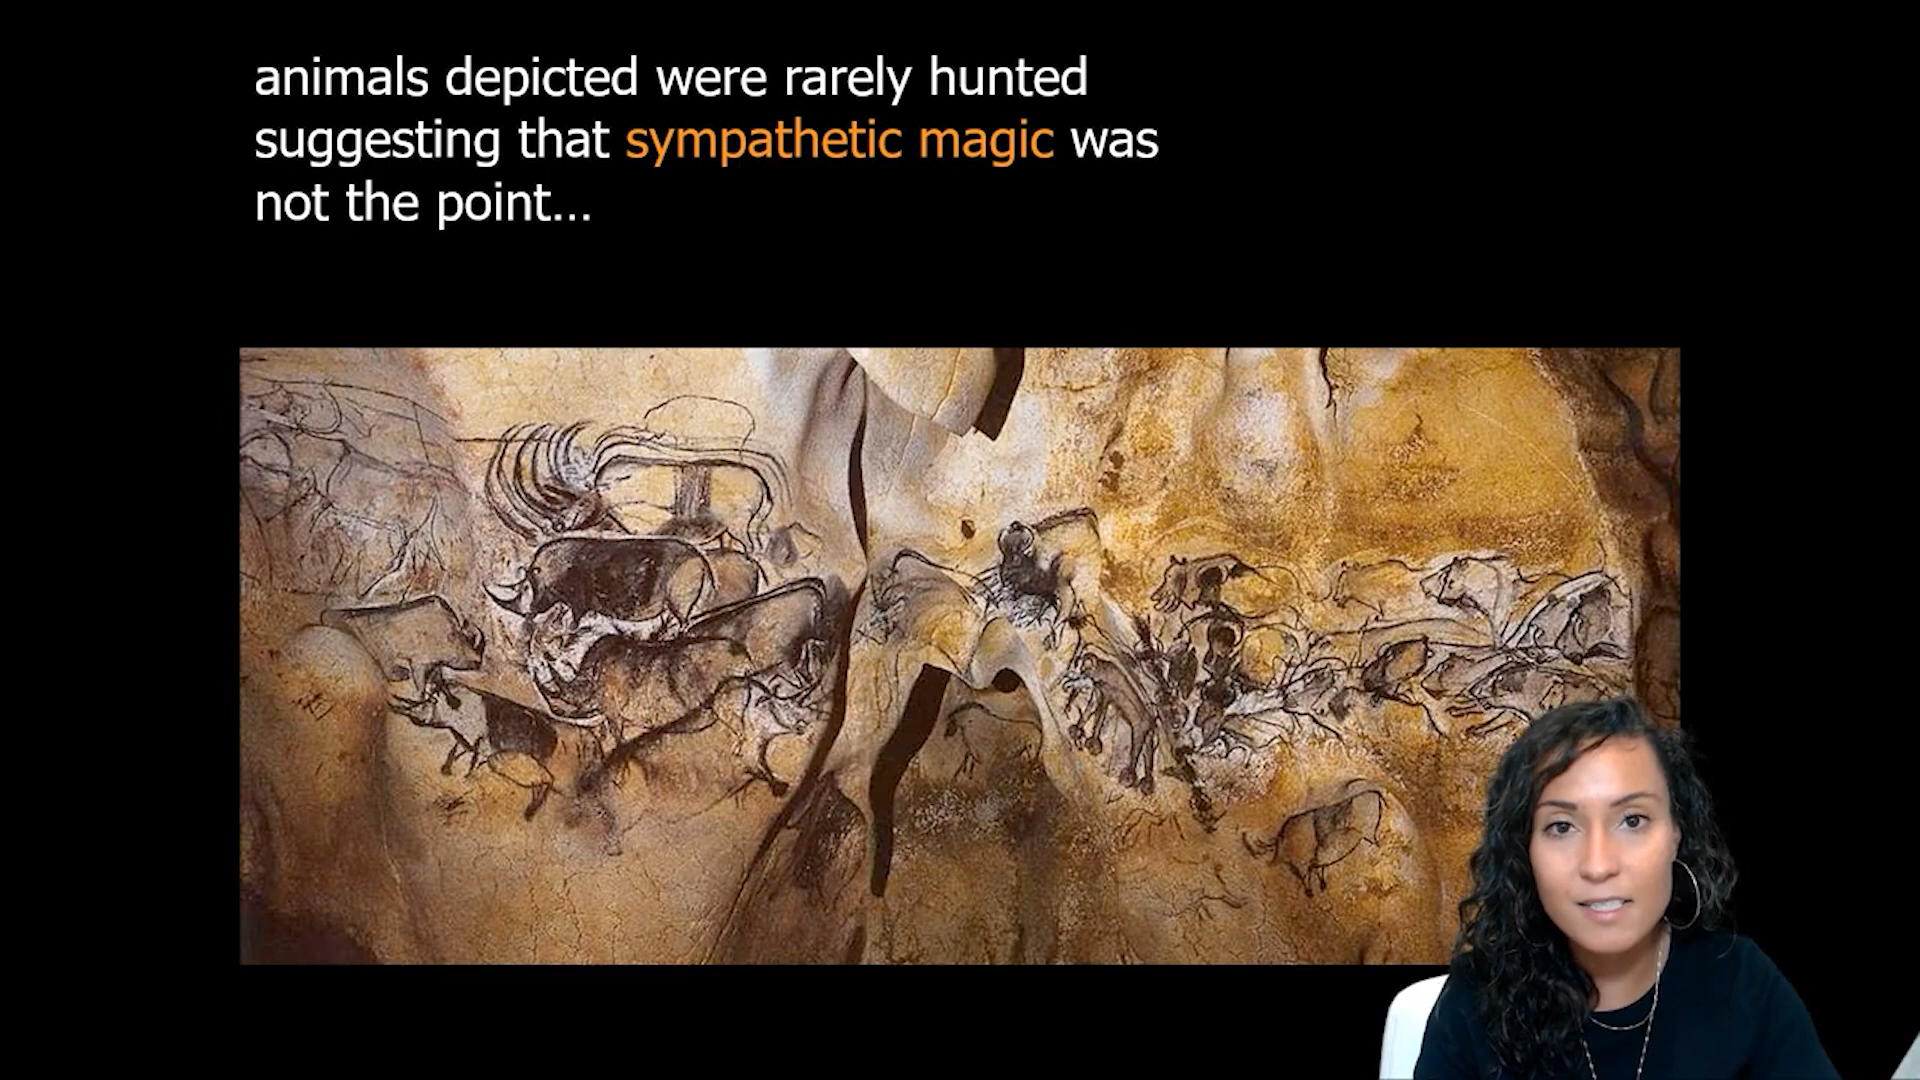 animals depicted were rarely hunted
suggesting that sympathetic magic was
not the point...